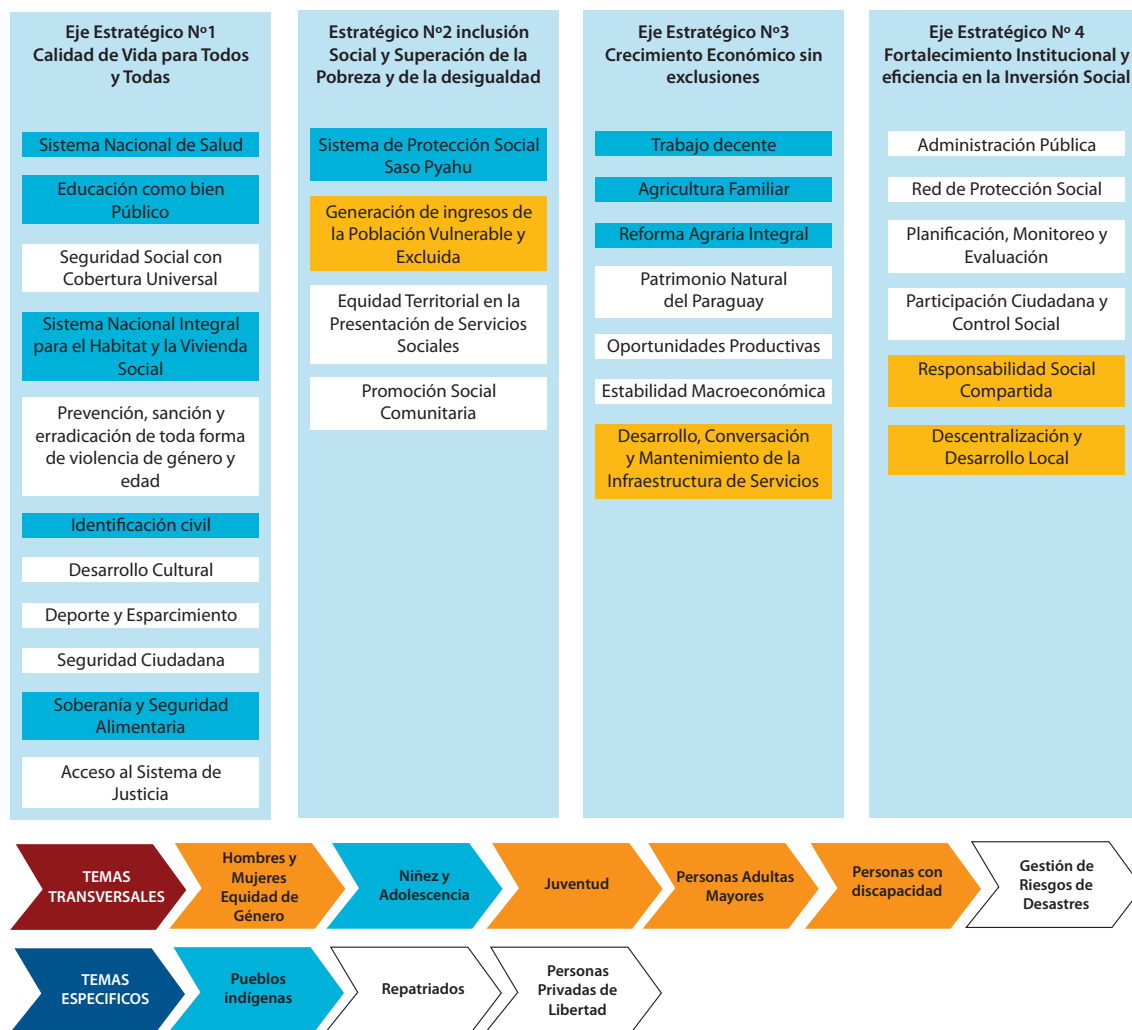 Eje Estratégico Nº1
Calidad de Vida para Todos
y Todas
Sistema Nacional de Salud
Educación como bien
Público
Seguridad Social con
Cobertura Universal
Sistema Nacional Integral
para el Habitat y la Vivienda
Social
Prevención, sanción y
erradicación de toda forma
de violencia de género y
edad
Identificación civil
Desarrollo Cultural
Deporte y Esparcimiento
Seguridad Ciudadana
Soberanía y Seguridad
Alimentaria
Acceso al Sistema de
Justicia
Estratégico Nº2 inclusión
Social y Superación de la
Pobreza y de la desigualdad
Sistema de Protección Social
Saso Pyahu
Generación de ingresos de
la Población Vulnerable y
Excluida
Equidad Territorial en la
Presentación de Servicios
Sociales
Promoción Social
Comunitaria
Eje Estratégico Nº3
Crecimiento Económico sin
exclusiones
Trabajo decente
Agricultura Familiar
Reforma Agraria Integral
Patrimonio Natural
del Paraguay
Oportunidades Productivas
Estabilidad Macroeconómica
Desarrollo, Conversación
y Mantenimiento de la
Infraestructura de Servicios
Eje Estratégico Nº 4
Fortalecimiento Institucional y
eficiencia en la Inversión Social
Administración Pública
Red de Protección Social
Planificación, Monitoreo y
Evaluación
Participación Ciudadana y
Control Social
Responsabilidad Social
Compartida
Descentralización y
Desarrollo Local
TEMAS
TRANSVERSALES
Hombres y
Mujeres
Equidad de
Género
Niñez y
Adolescencia
Juventud
Personas Adultas
Mayores
Personas con
discapacidad
Gestión de
Riesgos de
Desastres
TEMAS
ESPECIFICOS
Pueblos
indígenas
Repatriados
Personas
Privadas de
Libertad